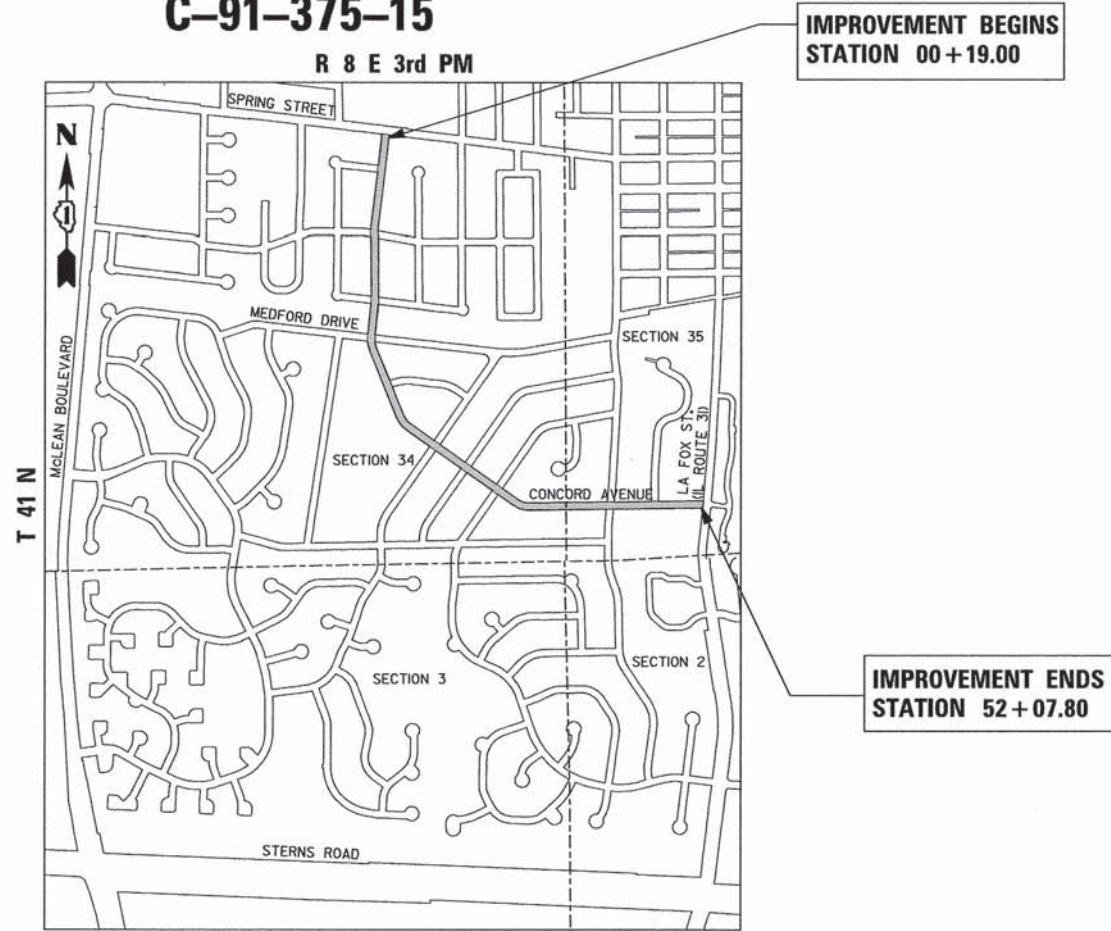 C–91–375–15
R 8 E 3rd PM
IMPROVEMENT BEGINS
STATION 00+19.00
SPRING STREET
N
1
MEDFORD DRIVE
SECTION 35
McLEAN BOULEVARD
T 41 N
SECTION 34
LA FOX ST.
(IL ROUTE 31)
CONCORD AVENUE
SECTION 3
SECTION 2
IMPROVEMENT ENDS
STATION 52+07.80
STERNS ROAD